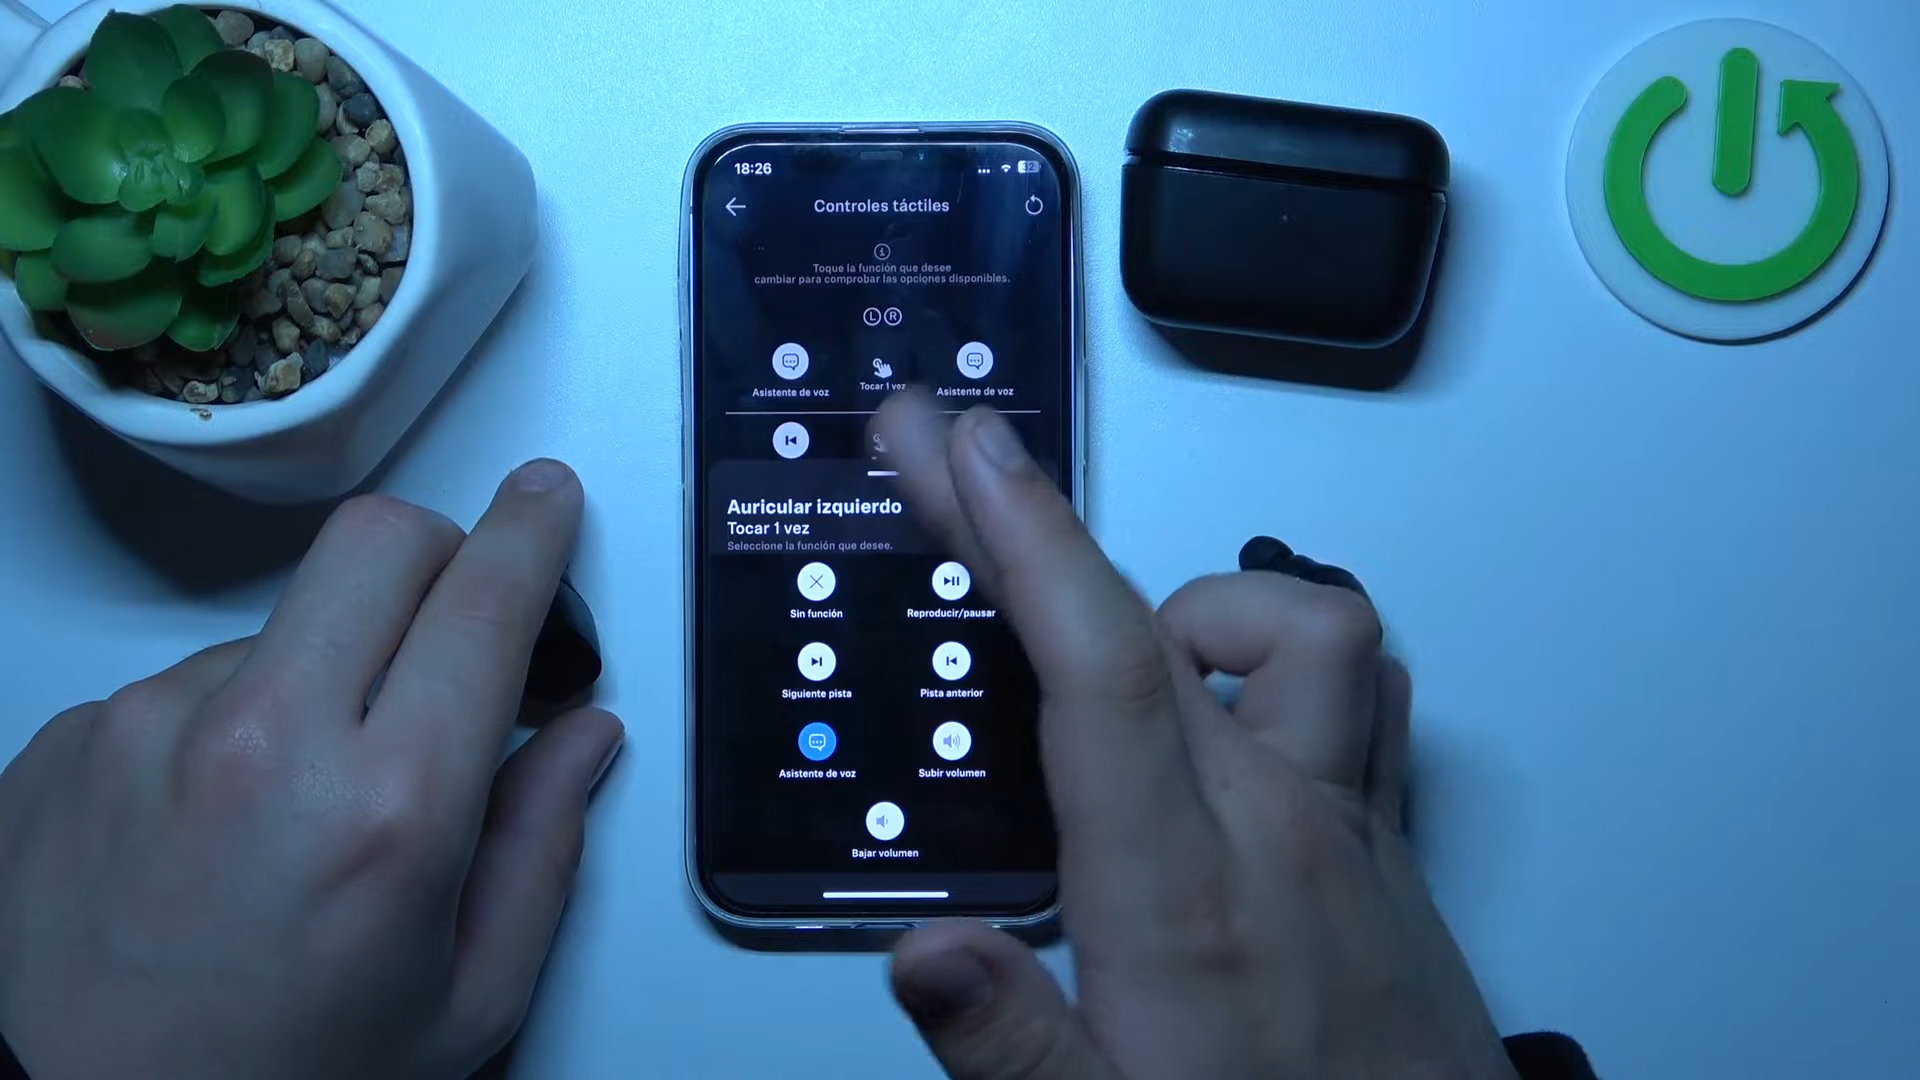 18:26
32
Controles táctiles
Toque la función que desee
cambiar para comprobar las opciones disponibles.
L R
Asistente de voz
Tocar 1 vez
Asistente de voz
Auricular izquierdo
Tocar 1 vez
Seleccione la función que desee.
Sin función
Reproducir/pausar
Siguiente pista
Pista anterior
Asistente de voz
Subir volumen
Bajar volumen